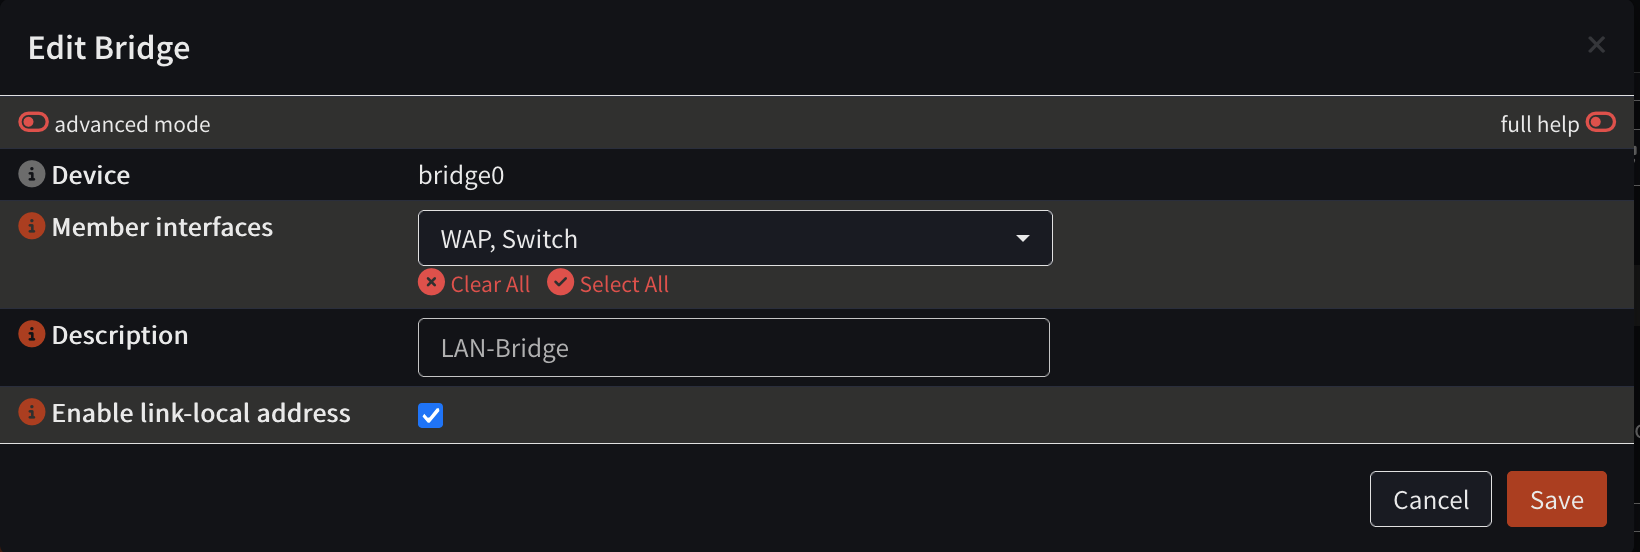 Edit Bridge
advanced mode
full help
Device
bridge0
Member interfaces
WAP, Switch
Clear All
Select All
Description
LAN-Bridge
Enable link-local address
Cancel
Save